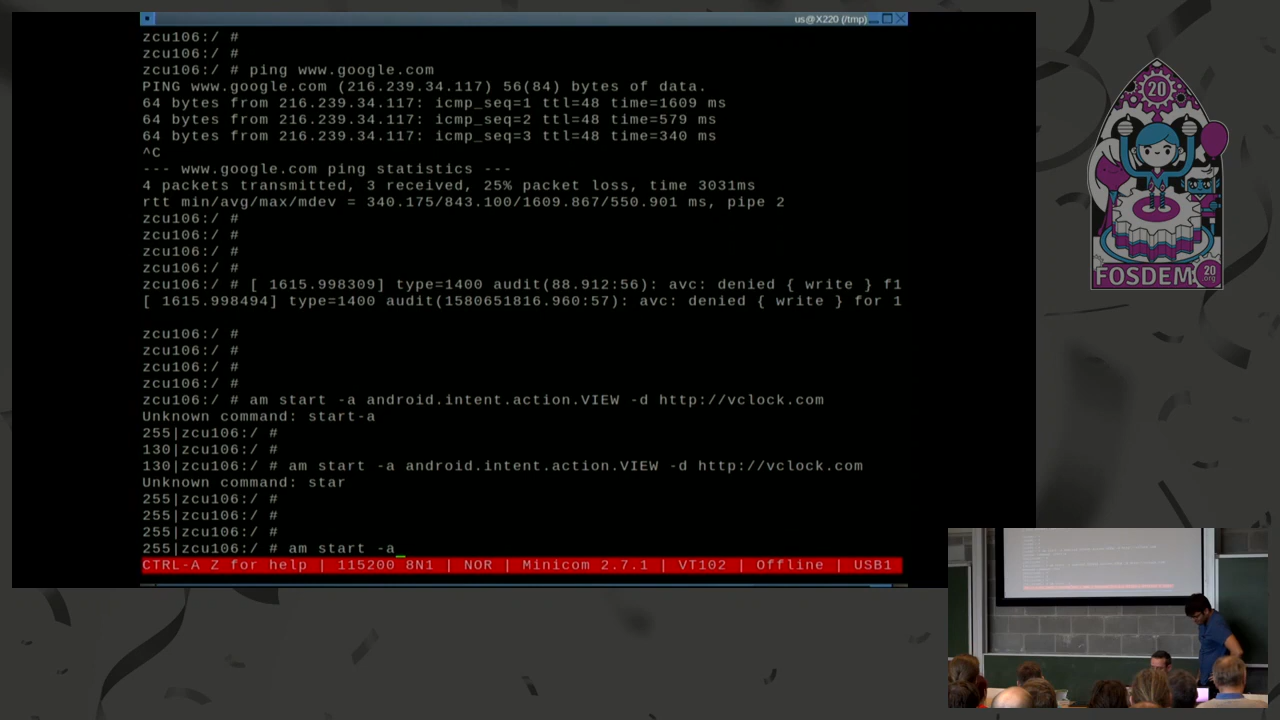 us@X220 (/tmp)
zcu106:/ #
zcu106:/ #
zcu106:/ # ping www.google.com
PING www.google.com (216.239.34.117) 56(84) bytes of data.
64 bytes from 216.239.34.117: icmp_seq=1 ttl=48 time=1609 ms
64 bytes from 216.239.34.117: icmp_seq=2 ttl=48 time=579 ms
64 bytes from 216.239.34.117: icmp_seq=3 ttl=48 time=340 ms
^C
--- www.google.com ping statistics ---
4 packets transmitted, 3 received, 25% packet loss, time 3031ms
rtt min/avg/max/mdev = 340.175/843.100/1609.867/550.901 ms, pipe 2
zcu106:/ #
zcu106:/ #
zcu106:/ #
zcu106:/ #
zcu106:/ # [ 1615.998309] type=1400 audit(88.912:56): avc: denied { write } f1
[ 1615.998494] type=1400 audit(1580651816.960:57): avc: denied { write } for 1
zcu106:/ #
zcu106:/ #
zcu106:/ #
zcu106:/ #
zcu106:/ # am start -a android.intent.action.VIEW -d http://vclock.com
Unknown command: start-a
255|zcu106:/ #
130|zcu106:/ #
130|zcu106:/ # am start -a android.intent.action.VIEW -d http://vclock.com
Unknown command: star
255|zcu106:/ #
255|zcu106:/ #
255|zcu106:/ #
255|zcu106:/ # am start -a_
CTRL-A Z for help | 115200 8N1 | NOR | Minicom 2.7.1 | VT102 | Offline | USB1
20
FOSDEM
20
.org